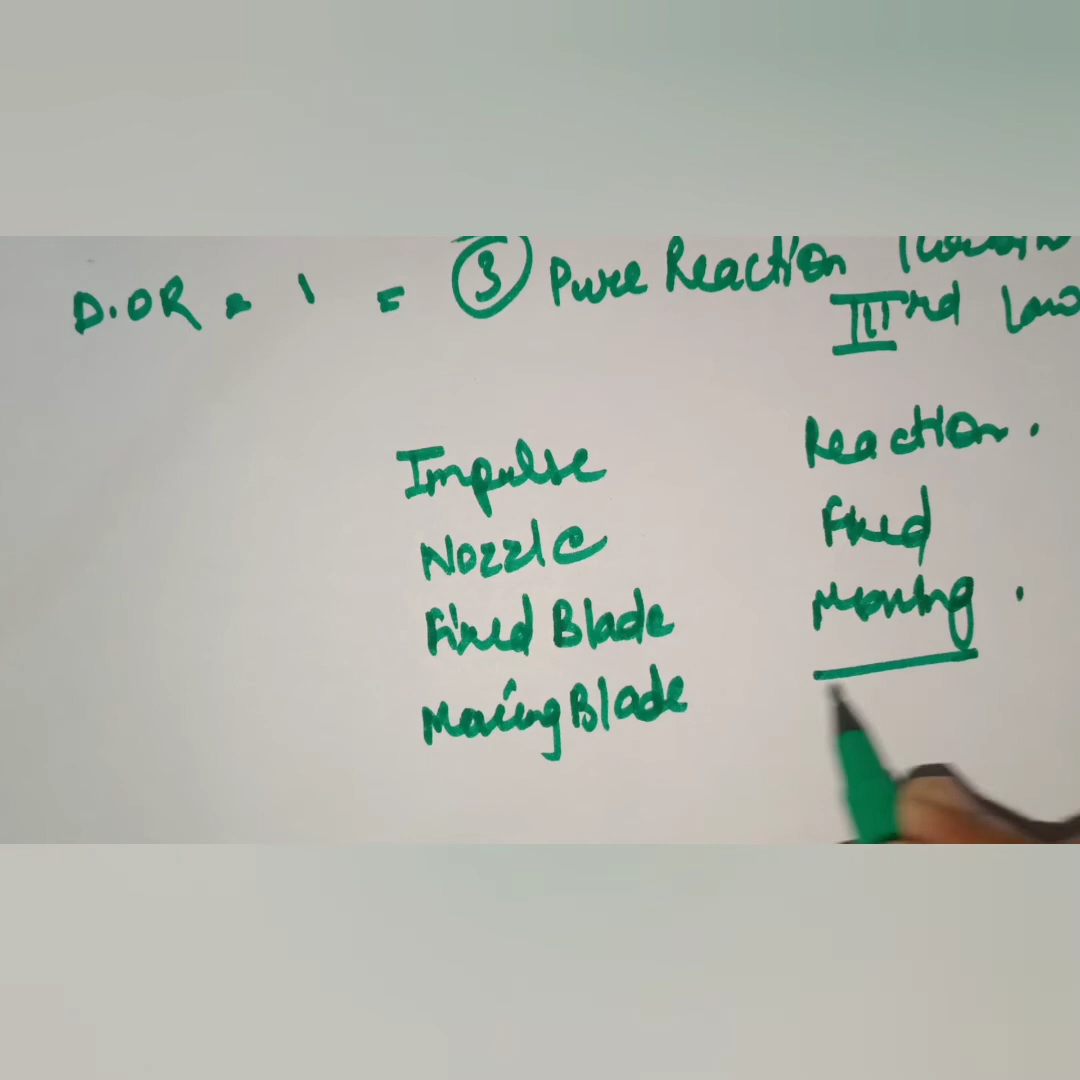 D.OR = 1 = ③ Pure Reaction
IIIrd Law
Impulse Reaction.
Nozzle Fixed
Fixed Blade Moving.
Moving Blade